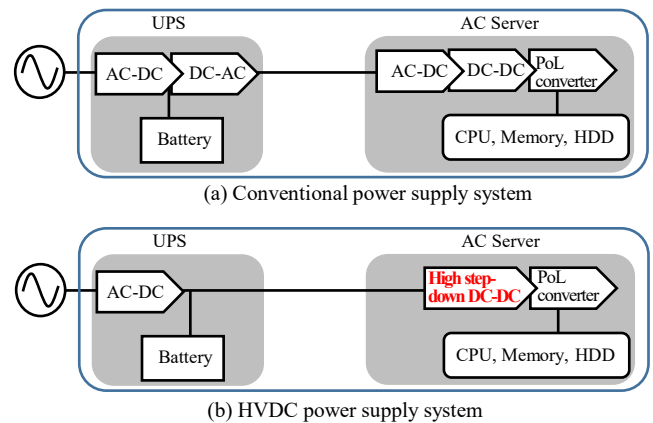 UPS
AC Server
AC-DC
DC-AC
AC-DC
DC-DC
PoL
converter
Battery
CPU, Memory, HDD
(a) Conventional power supply system
UPS
AC Server
AC-DC
High step-
down DC-DC
PoL
converter
Battery
CPU, Memory, HDD
(b) HVDC power supply system